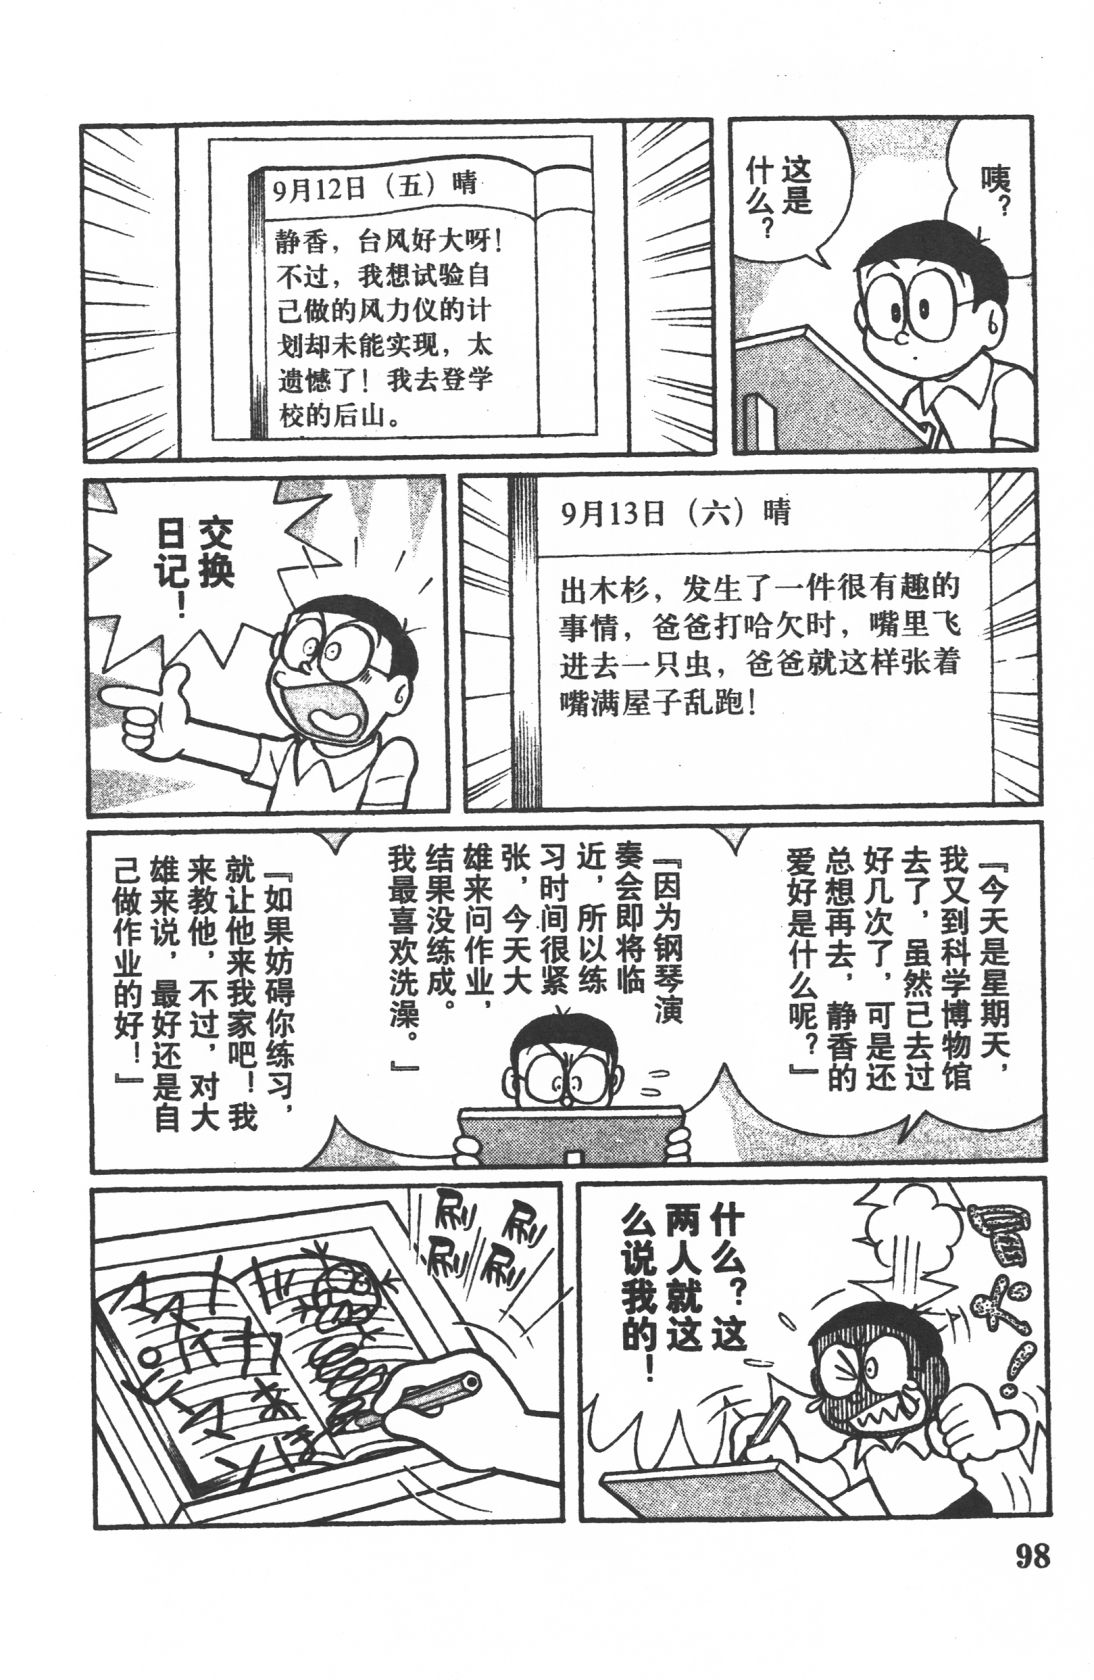 咦?
这是
什么?
9月12日（五）晴
静香，台风好大呀!
不过，我想试验自
己做的风力仪的计
划却未能实现，太
遗憾了！我去登学
校的后山。
9月13日（六）晴
出木杉，发生了一件很有趣的
事情，爸爸打哈欠时，嘴里飞
进去一只虫，爸爸就这样张着
嘴满屋子乱跑!
交换
日记!
『今天是星期天，
我又到科学博物馆
去了，虽然已去过
好几次了，可是还
总想再去，静香的
爱好是什么呢?』
『因为钢琴演
奏会即将临
近，所以练
习时间很紧
张，今天大
雄来问作业，
结果没练成。
我最喜欢洗
澡。』
『如果妨碍你练习，
就让他来我家吧！我
来教他，不过，对大
雄来说，最好还是自
己做作业的好！』
冒火!
什么?这
两人就这
么说我的!
刷
刷
刷
刷
98